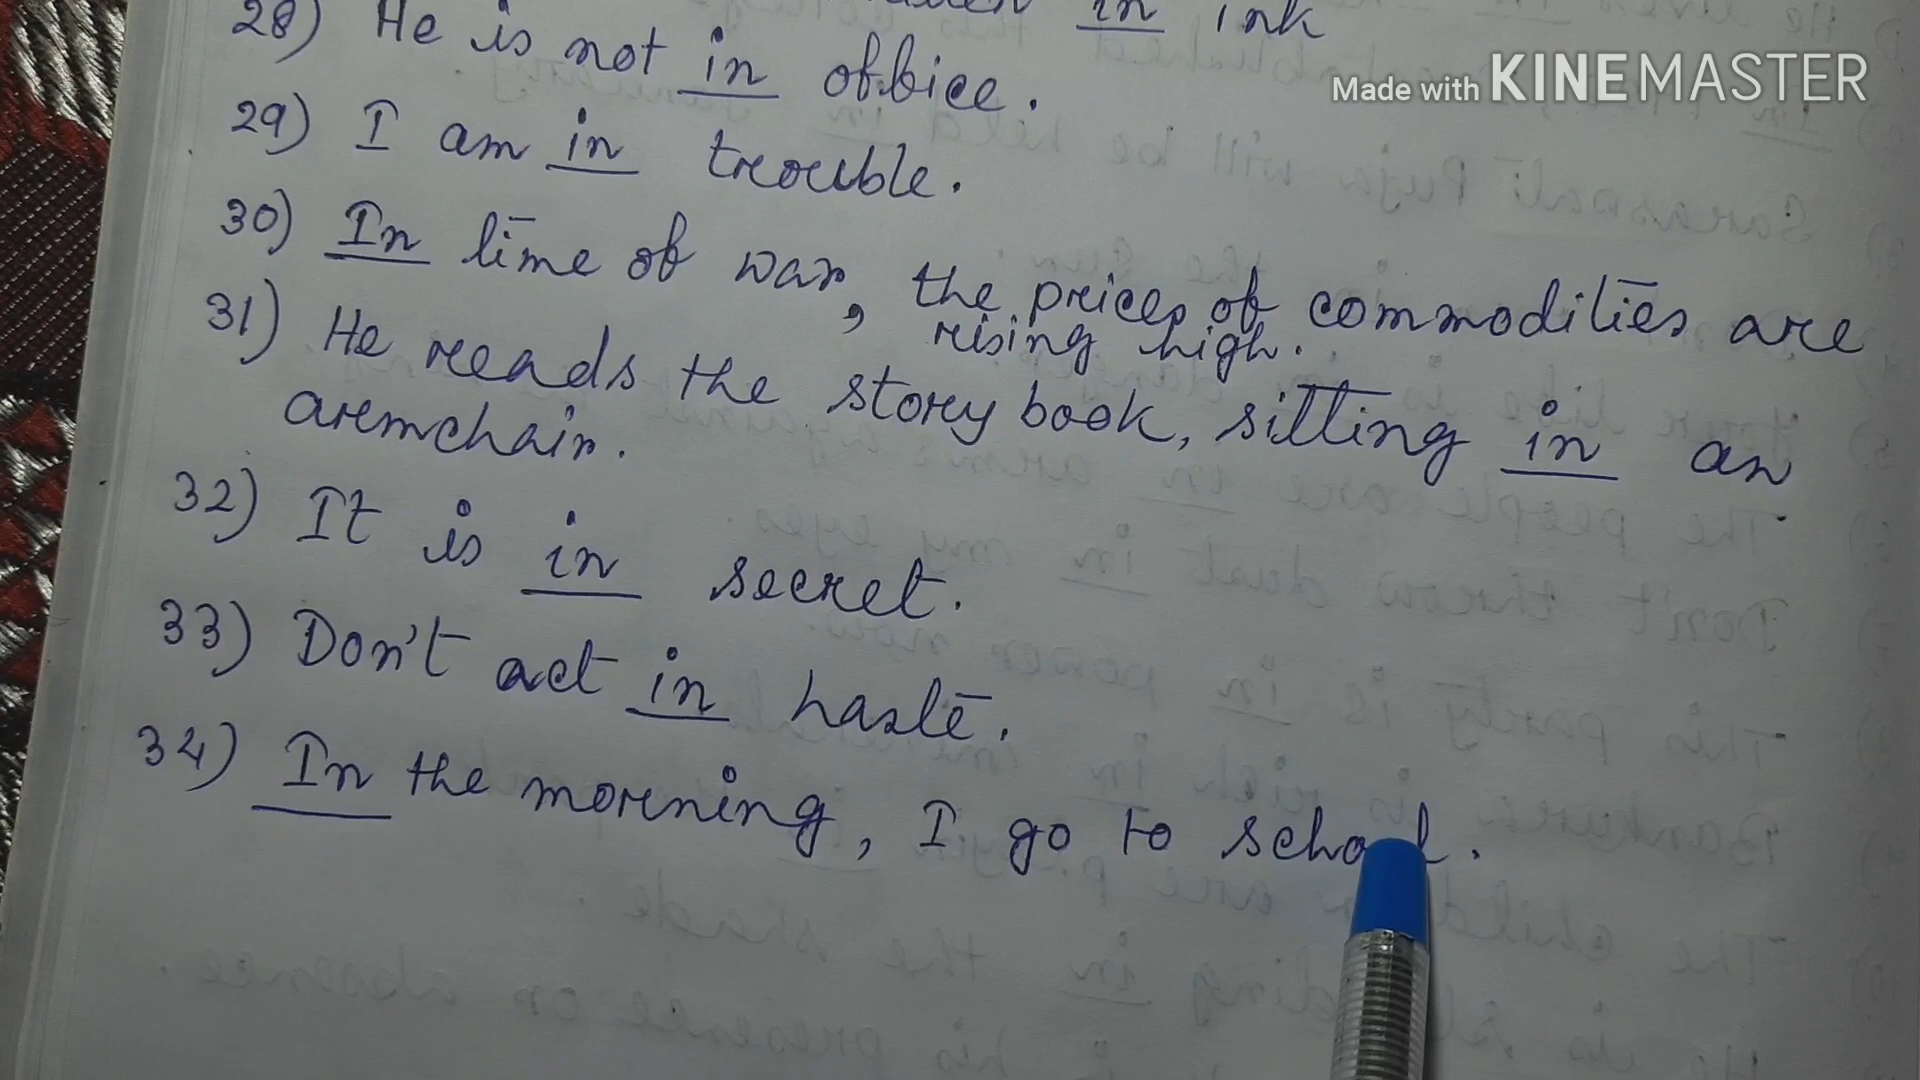 in ink
28) He is not in office.
Made with KINEMASTER
29) I am in trouble.
30) In time of war, the prices of commodities are
rising high.
31) He reads the story book, sitting in an
armchair.
32) It is in secret.
33) Don't act in haste.
34) In the morning, I go to school.